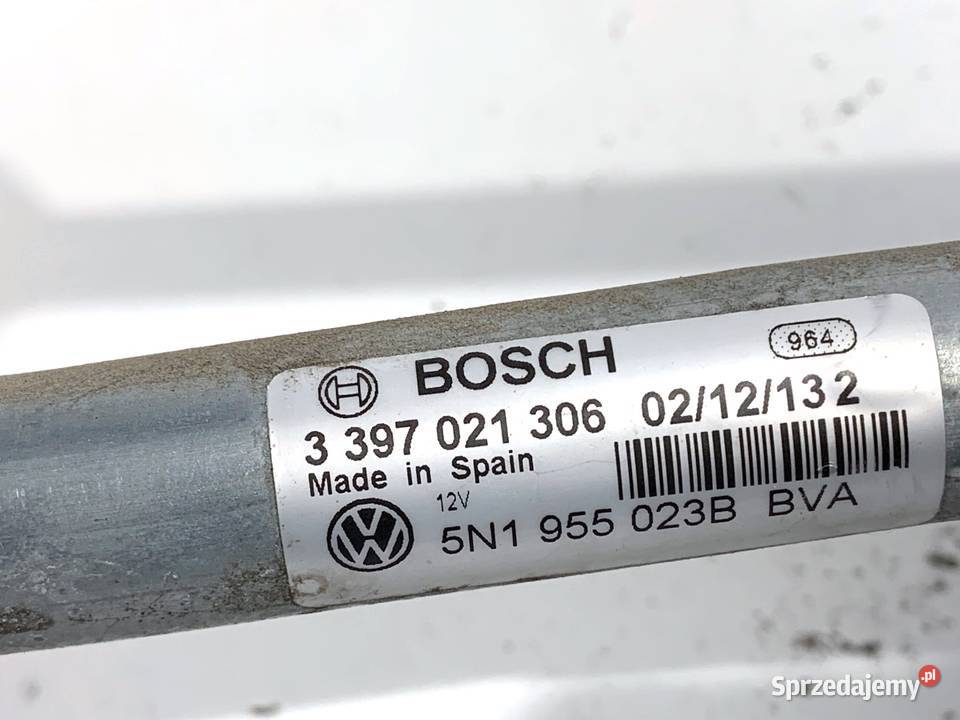 BOSCH 964
3 397 021 306 02/12/13 2
Made in Spain
12V
5N1 955 023B BVA
Sprzedajemy.pl